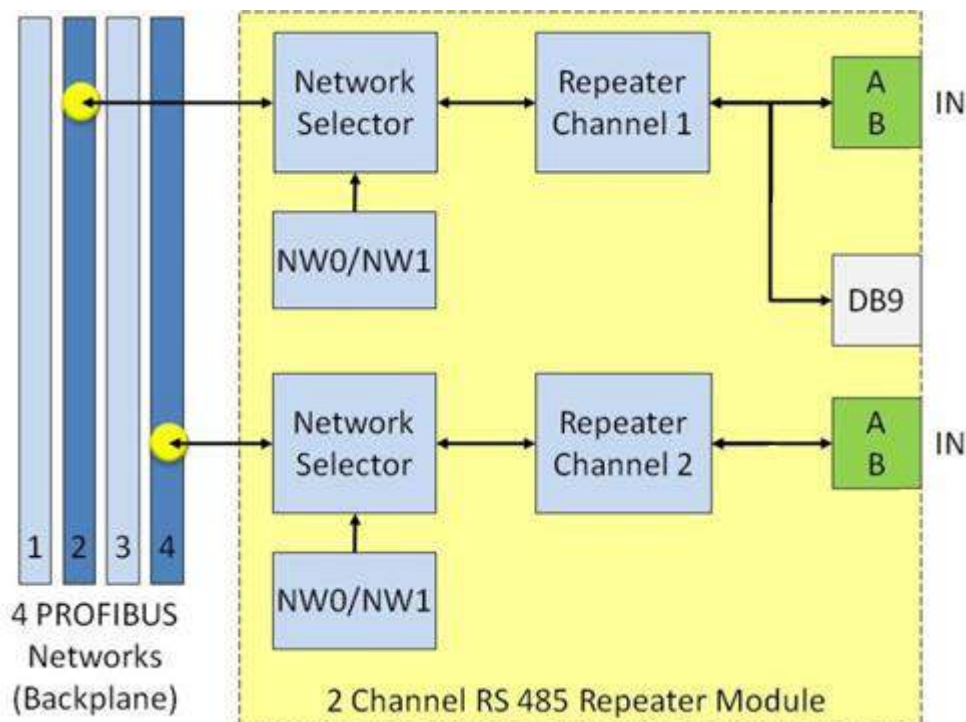 Network
Selector
Repeater
Channel 1
A
B
IN
NW0/NW1
DB9
Network
Selector
Repeater
Channel 2
A
B
IN
NW0/NW1
1 2 3 4
4 PROFIBUS
Networks
(Backplane)
2 Channel RS 485 Repeater Module